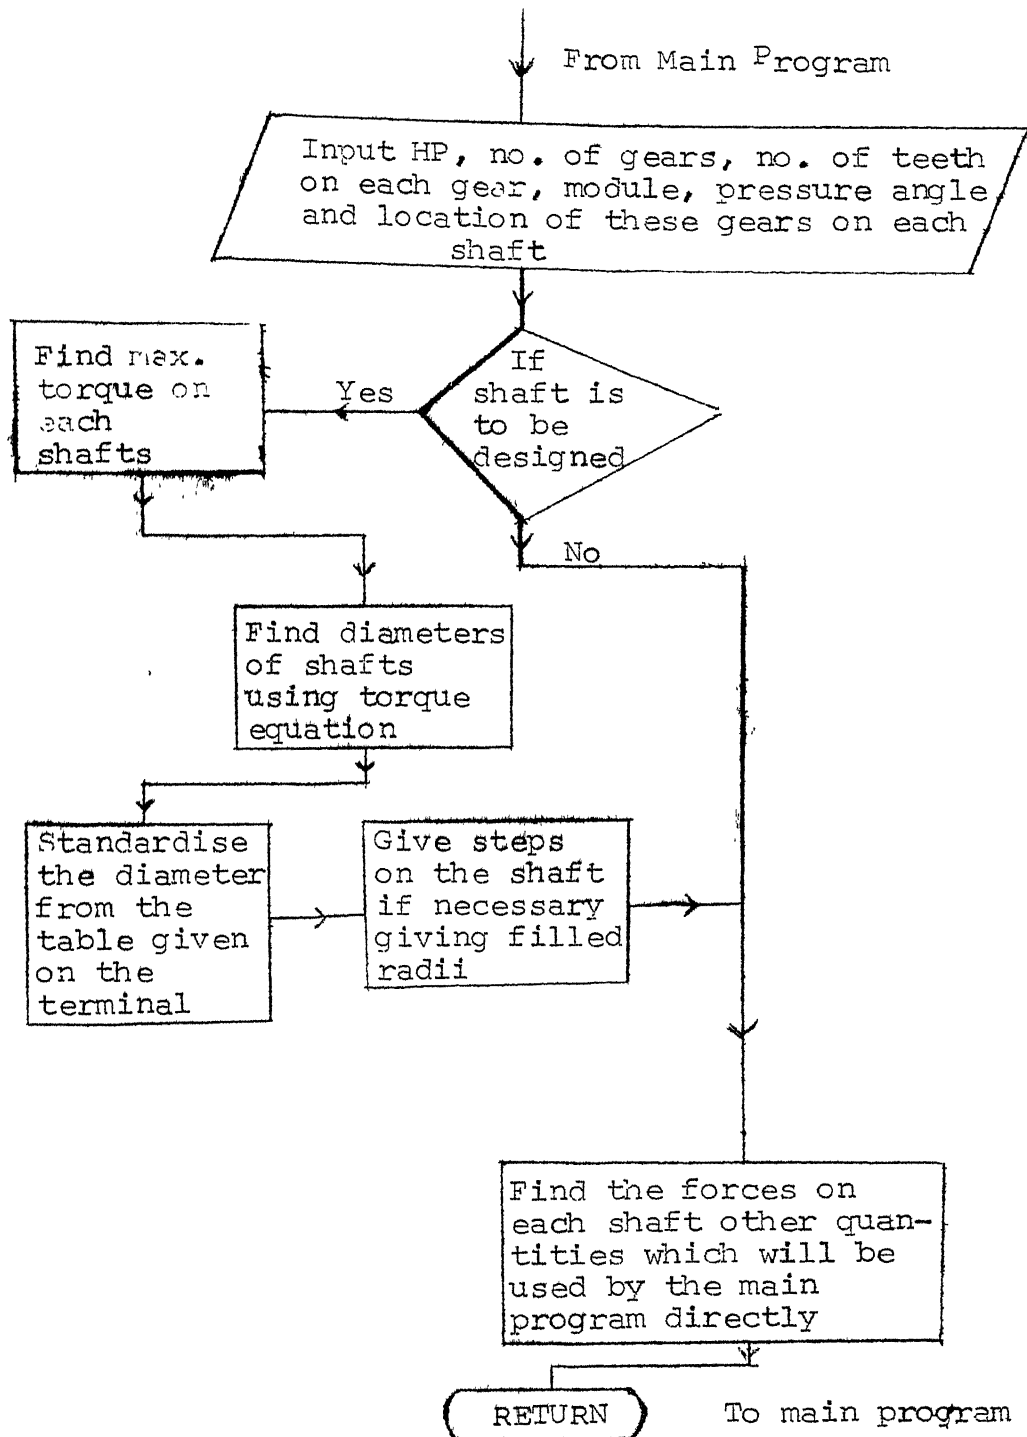 From Main Program
Input HP, no. of gears, no. of teeth
on each gear, module, pressure angle
and location of these gears on each
shaft
If
shaft is
to be
designed
Yes
Find max.
torque on
each
shafts
No
Find diameters
of shafts
using torque
equation
Standardise
the diameter
from the
table given
on the
terminal
Give steps
on the shaft
if necessary
giving filled
radii
Find the forces on
each shaft other quan-
tities which will be
used by the main
program directly
RETURN
To main program